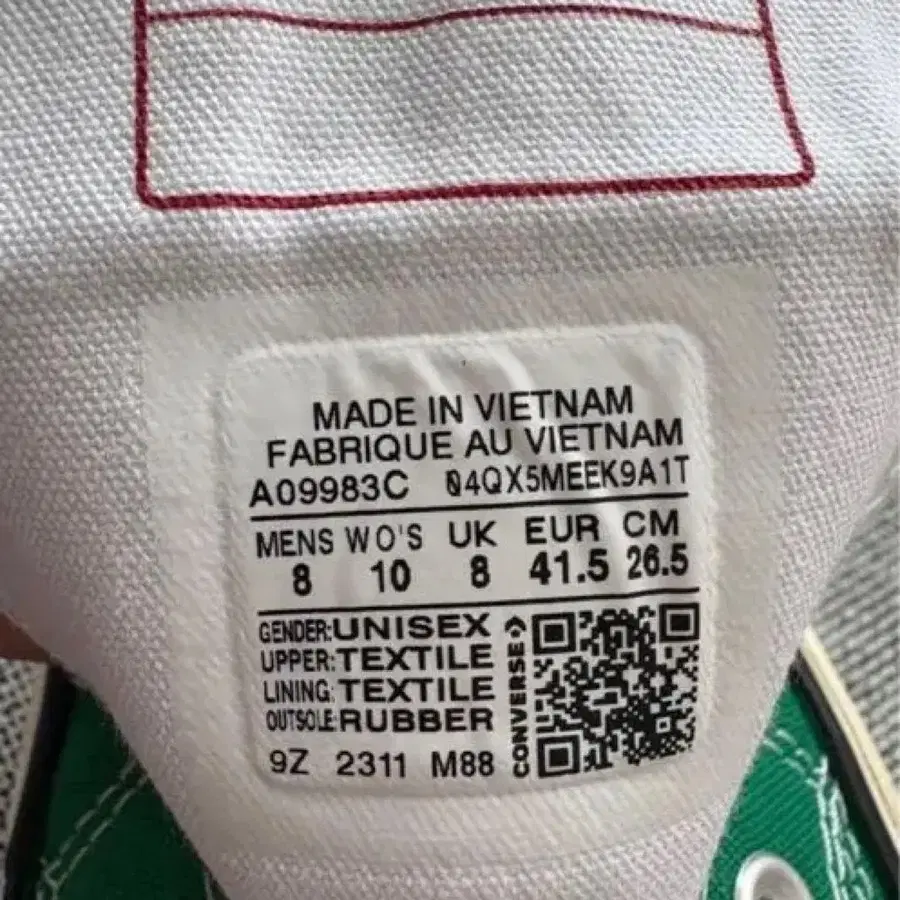 MADE IN VIETNAM
FABRIQUE AU VIETNAM
A09983C 04QX5MEEK9A1T
MENS WO'S UK EUR CM
8 10 8 41.5 26.5
GENDER:UNISEX
UPPER:TEXTILE
LINING:TEXTILE
OUTSOLE:RUBBER
9Z 2311 M88
CONVERSE